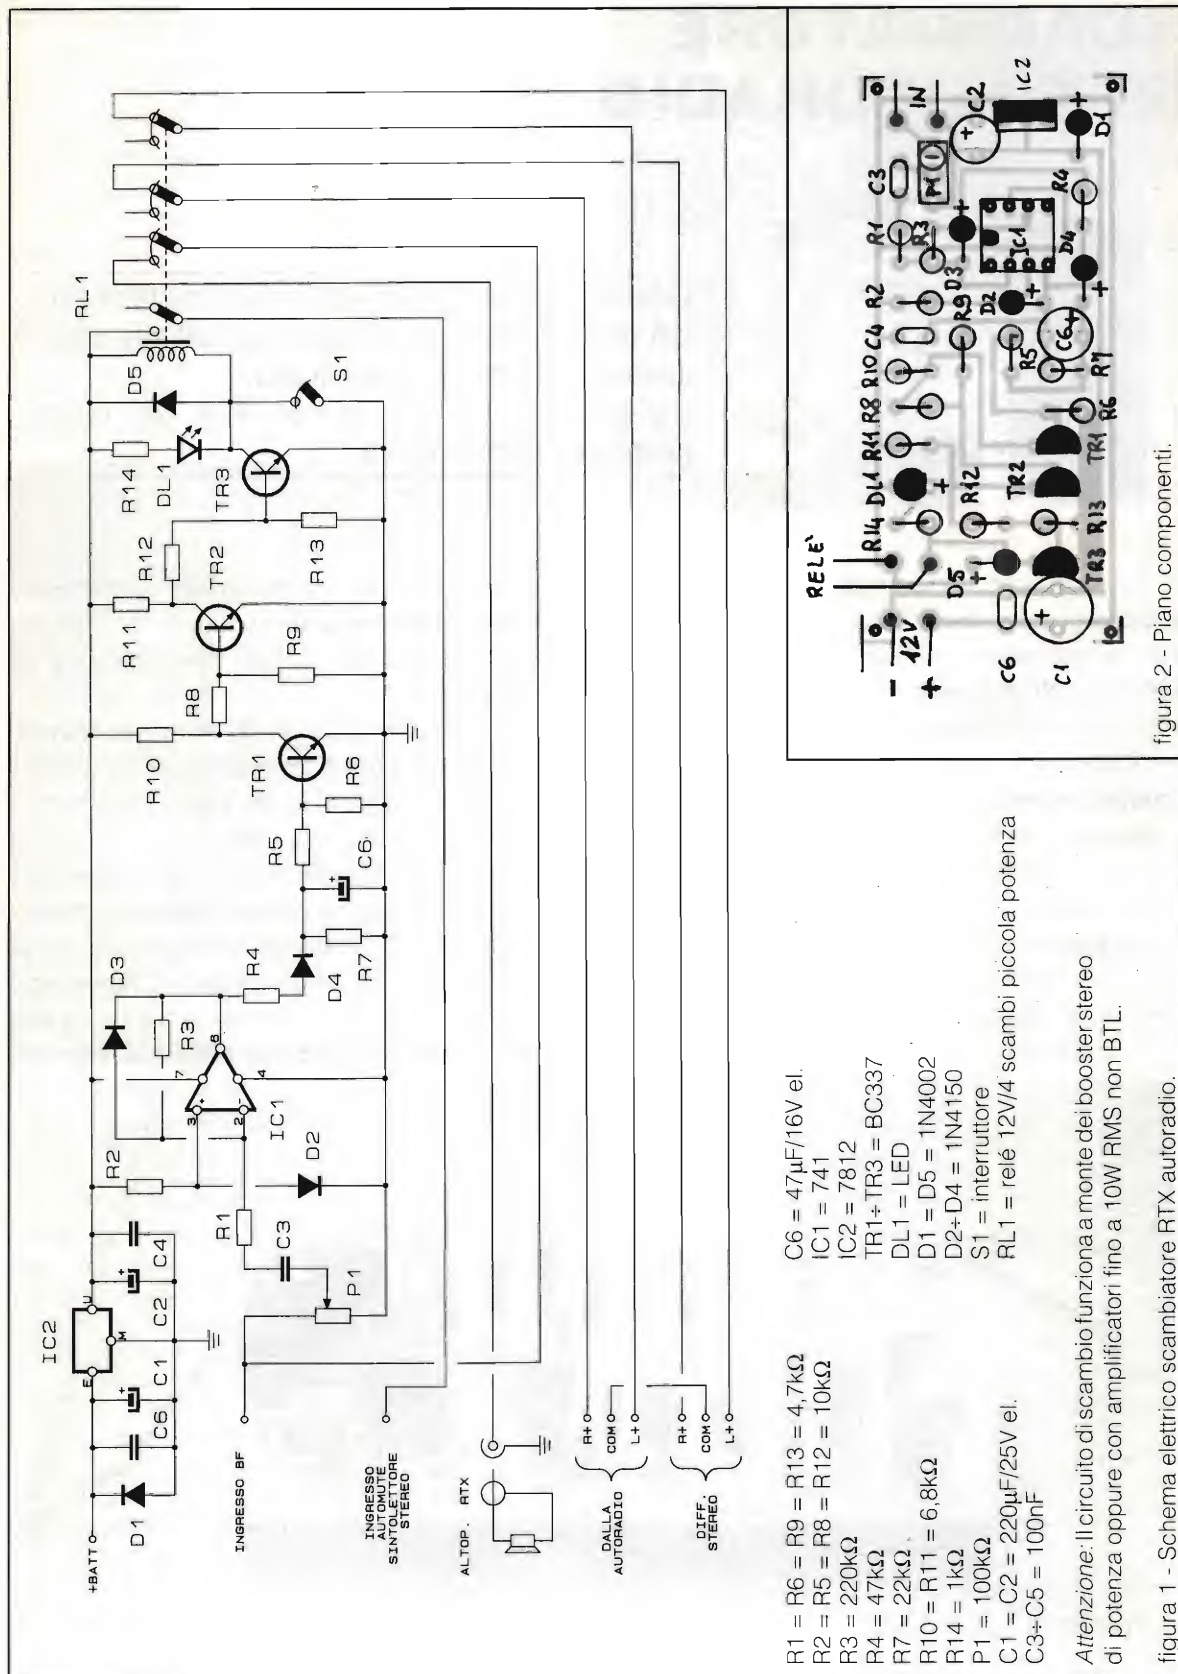 +BATT
D1
C6
C1
IC2
E
M
U
C2
C4
R2
D3
R3
3
+
2
-
7
6
4
IC1
R1
C3
P1
D2
R4
D4
R7
C6
R5
R6
TR1
R10
R8
R9
TR2
R11
R12
R13
TR3
R14
DL1
D5
S1
RL1
INGRESSO BF
INGRESSO
AUTOMUTE
SINTOLETTORE
STEREO
ALTOP. RTX
DALLA
AUTORADIO
R+
COM
L+
DIFF.
STEREO
R+
COM
L+
R1 = R6 = R9 = R13 = 4,7kΩ
R2 = R5 = R8 = R12 = 10kΩ
R3 = 220kΩ
R4 = 47kΩ
R7 = 22kΩ
R10 = R11 = 6,8kΩ
R14 = 1kΩ
P1 = 100kΩ
C1 = C2 = 220µF/25V el.
C3÷C5 = 100nF
C6 = 47µF/16V el.
IC1 = 741
IC2 = 7812
TR1÷TR3 = BC337
DL1 = LED
D1 = D5 = 1N4002
D2÷D4 = 1N4150
S1 = interruttore
RL1 = relé 12V/4 scambi piccola potenza
Attenzione: Il circuito di scambio funziona a monte dei booster stereo
di potenza oppure con amplificatori fino a 10W RMS non BTL.
figura 1 - Schema elettrico scambiatore RTX autoradio.
RELE'
- 12V +
R14
DL1
+
R11
R8
R10
C4
R2
R1
C3
IN
P1
C2
+
IC2
D1
+
R3
D3
+
IC1
R4
D4
+
R9
D2
+
R5
C6
+
R7
R6
TR1
TR2
R12
R13
TR3
D5
+
C6
C1
+
figura 2 - Piano componenti.